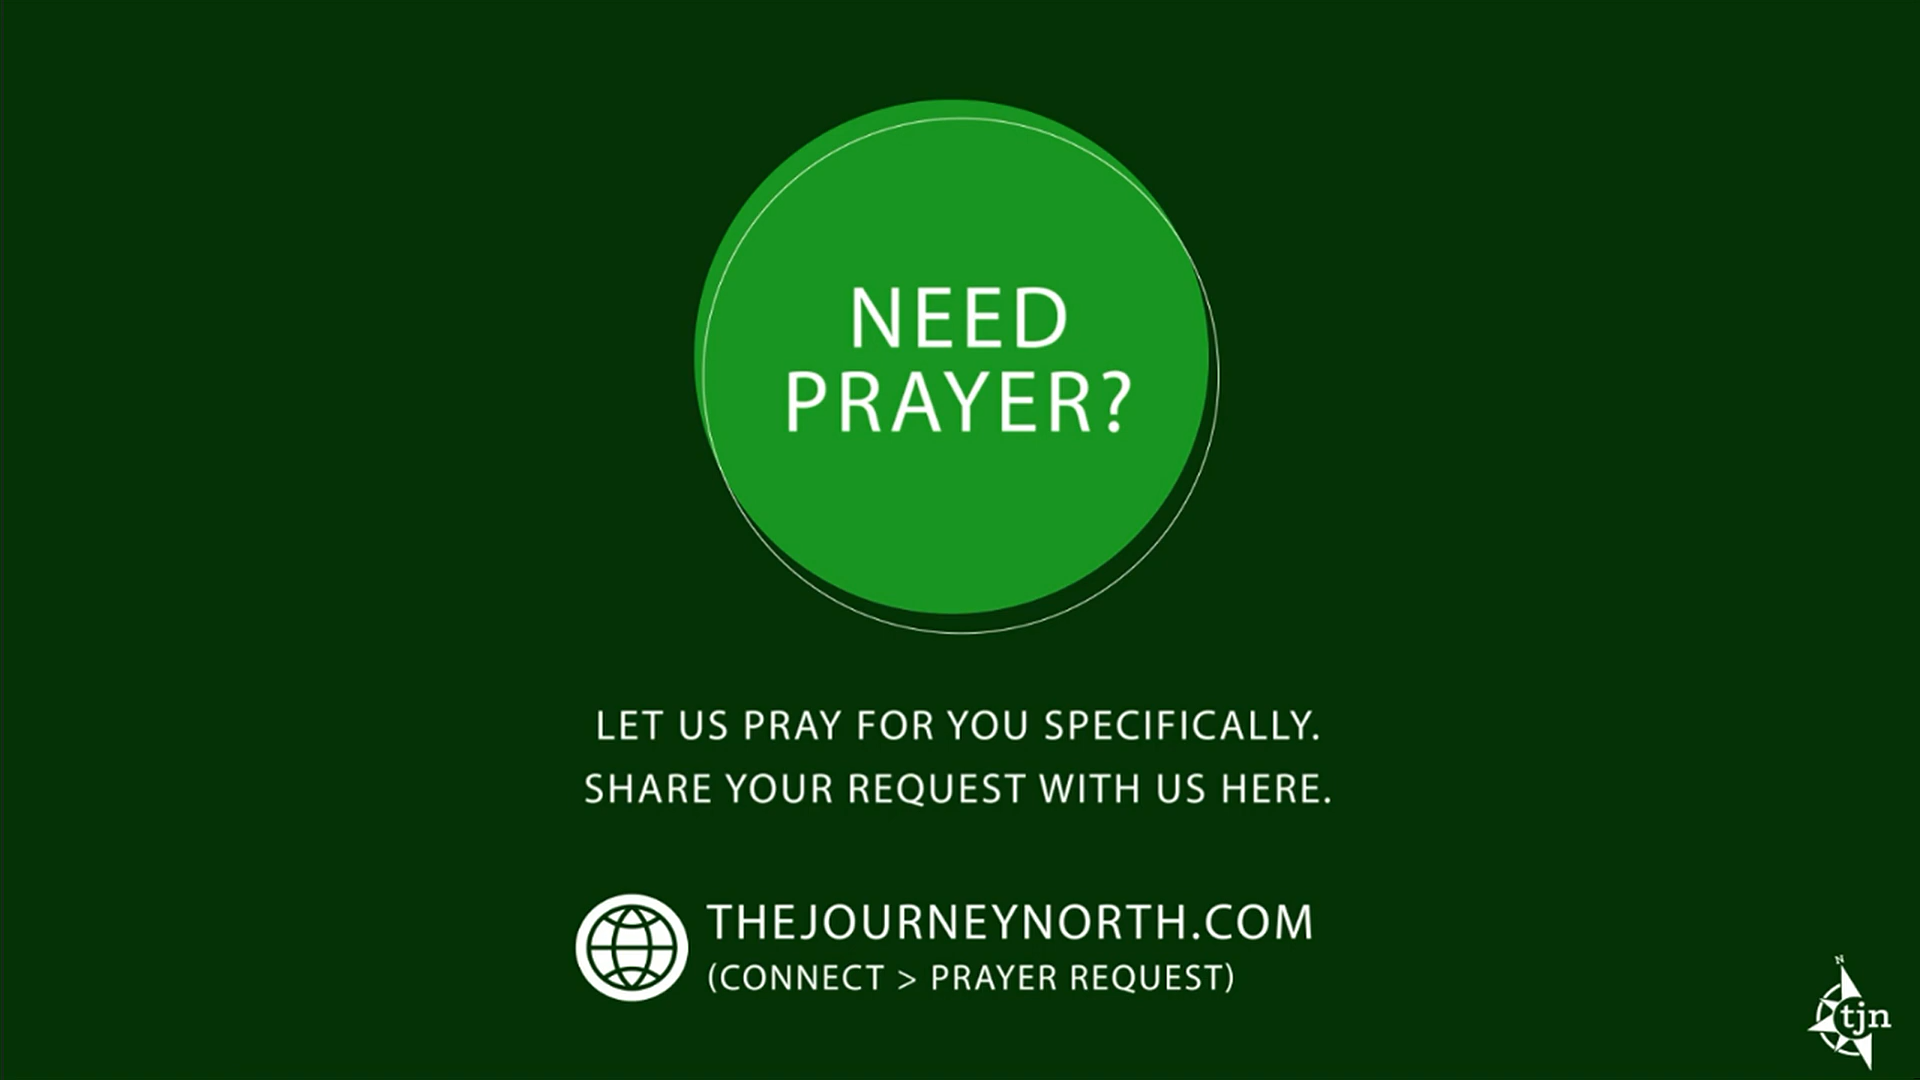 NEED
PRAYER?
LET US PRAY FOR YOU SPECIFICALLY.
SHARE YOUR REQUEST WITH US HERE.
THEJOURNEYNORTH.COM
(CONNECT > PRAYER REQUEST)
N
tjn